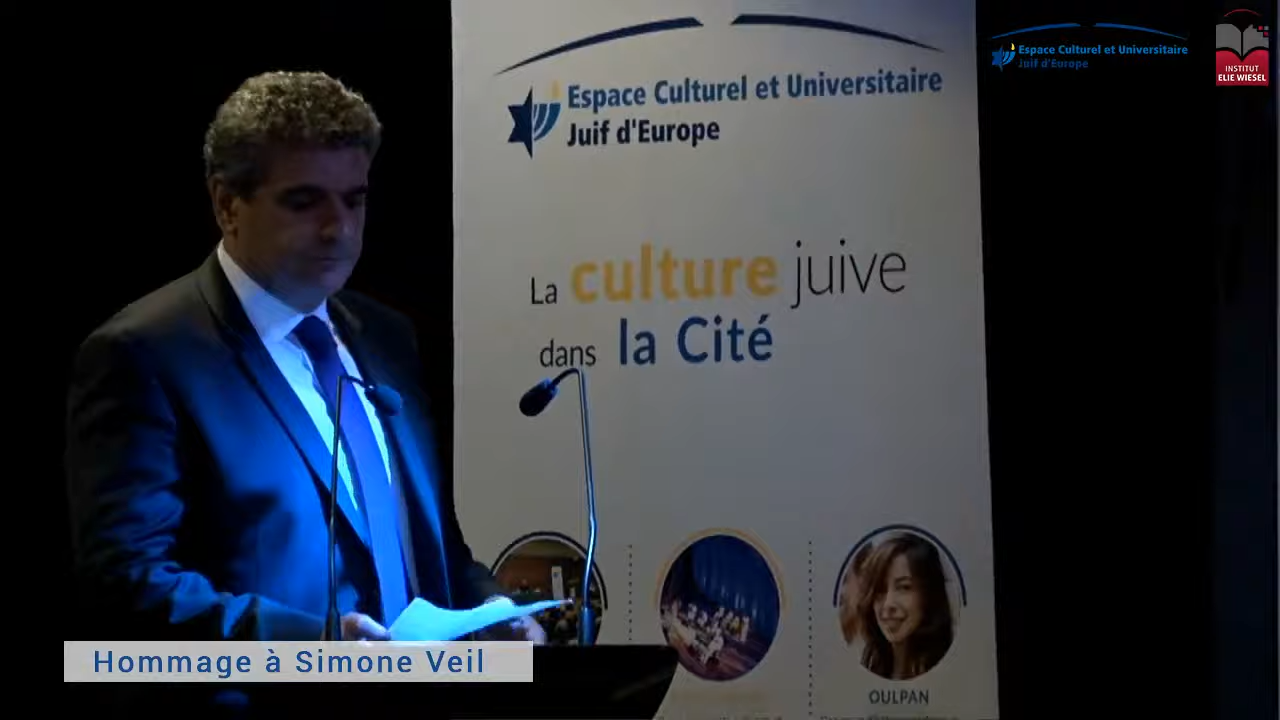 Espace Culturel et Universitaire
Juif d'Europe
Espace Culturel et Universitaire
Juif d'Europe
INSTITUT
ELIE WIESEL
La culture juive
dans la Cité
Hommage à Simone Veil
OULPAN